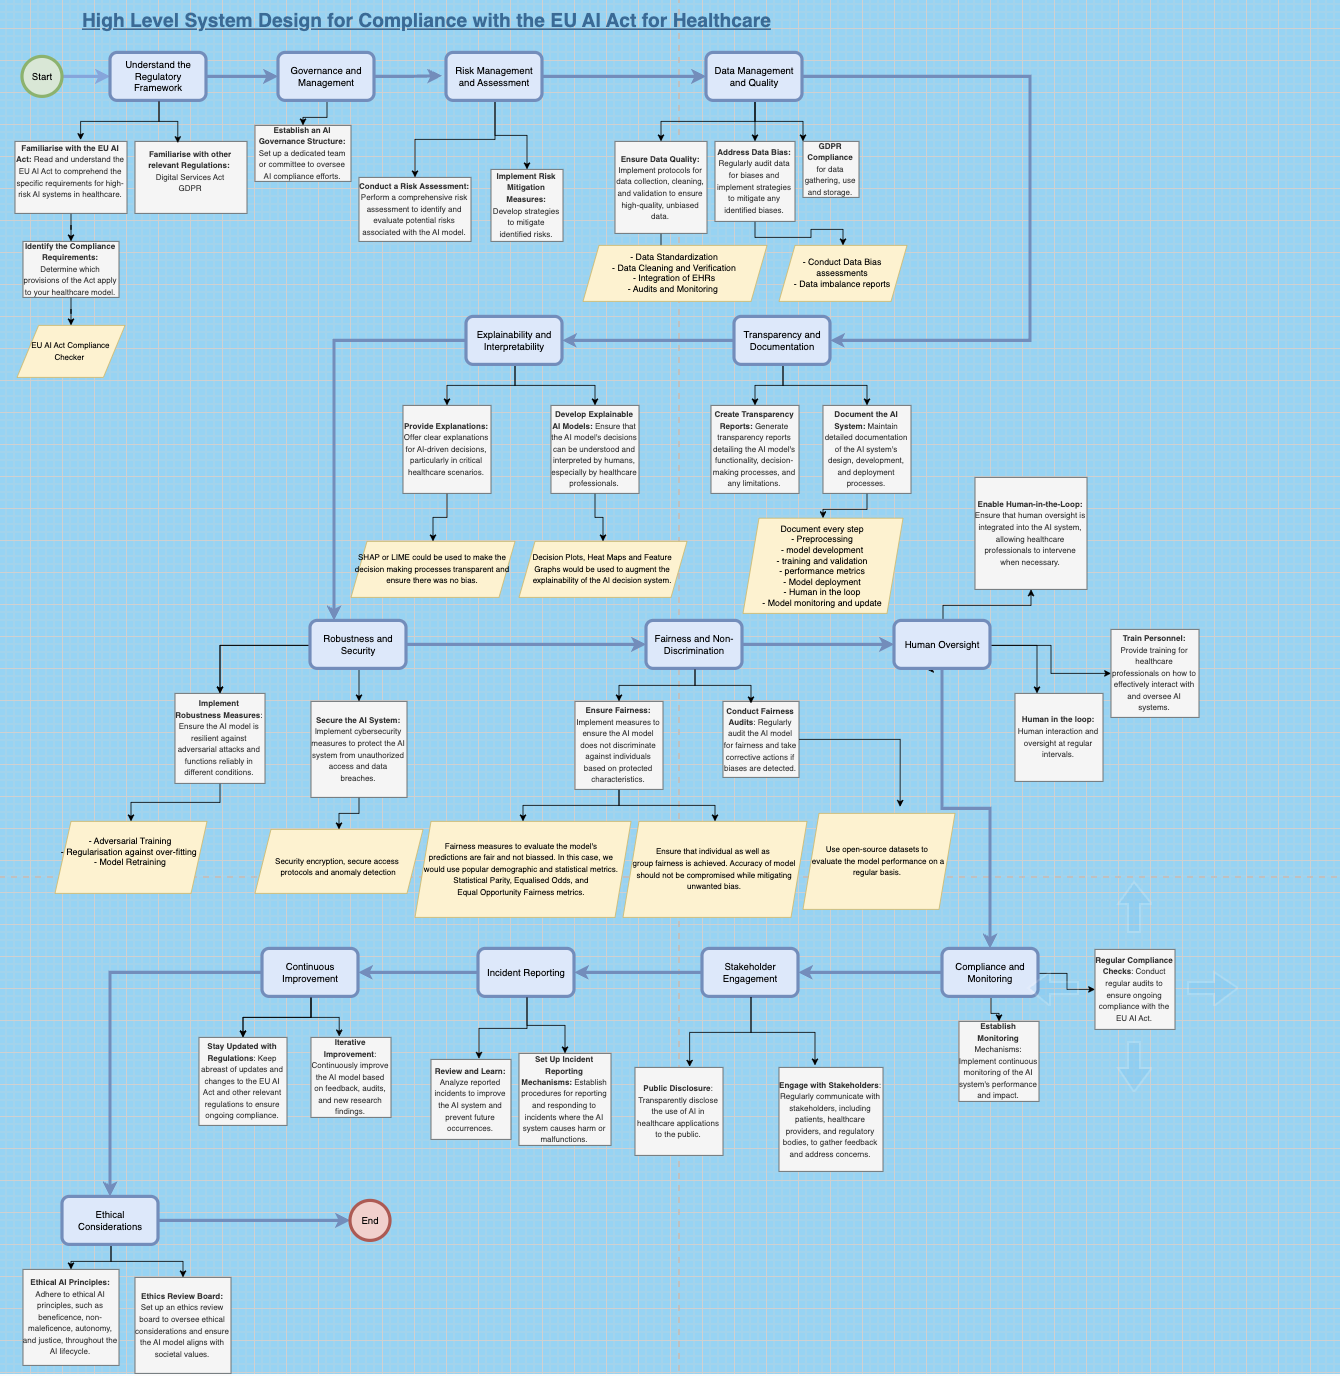 High Level System Design for Compliance with the EU AI Act for Healthcare
Start
Understand the
Regulatory
Framework
Governance and
Management
Risk Management
and Assessment
Data Management
and Quality
Familiarise with the EU AI
Act: Read and understand the
EU AI Act to comprehend the
specific requirements for high-
risk AI systems in healthcare.
Familiarise with other
relevant Regulations:
Digital Services Act
GDPR
Establish an AI
Governance Structure:
Set up a dedicated team
or committee to oversee
AI compliance efforts.
Conduct a Risk Assessment:
Perform a comprehensive risk
assessment to identify and
evaluate potential risks
associated with the AI model.
Implement Risk
Mitigation
Measures:
Develop strategies
to mitigate
identified risks.
Ensure Data Quality:
Implement protocols for
data collection, cleaning,
and validation to ensure
high-quality, unbiased
data.
Address Data Bias:
Regularly audit data
for biases and
implement strategies
to mitigate any
identified biases.
GDPR
Compliance
for data
gathering, use
and storage.
Identify the Compliance
Requirements:
Determine which
provisions of the Act apply
to your healthcare model.
- Data Standardization
- Data Cleaning and Verification
- Integration of EHRs
- Audits and Monitoring
- Conduct Data Bias
assessments
- Data imbalance reports
EU AI Act Compliance
Checker
Explainability and
Interpretability
Transparency and
Documentation
Provide Explanations:
Offer clear explanations
for AI-driven decisions,
particularly in critical
healthcare scenarios.
Develop Explainable
AI Models: Ensure that
the AI model's decisions
can be understood and
interpreted by humans,
especially by healthcare
professionals.
Create Transparency
Reports: Generate
transparency reports
detailing the AI model's
functionality, decision-
making processes, and
any limitations.
Document the AI
System: Maintain
detailed documentation
of the AI system's
design, development,
and deployment
processes.
Enable Human-in-the-Loop:
Ensure that human oversight is
integrated into the AI system,
allowing healthcare
professionals to intervene
when necessary.
SHAP or LIME could be used to make the
decision making processes transparent and
ensure there was no bias.
Decision Plots, Heat Maps and Feature
Graphs would be used to augment the
explainability of the AI decision system.
Document every step
- Preprocessing
- model development
- training and validation
- performance metrics
- Model deployment
- Human in the loop
- Model monitoring and update
Robustness and
Security
Fairness and Non-
Discrimination
Human Oversight
Train Personnel:
Provide training for
healthcare
professionals on how to
effectively interact with
and oversee AI
systems.
Implement
Robustness Measures:
Ensure the AI model is
resilient against
adversarial attacks and
functions reliably in
different conditions.
Secure the AI System:
Implement cybersecurity
measures to protect the AI
system from unauthorized
access and data
breaches.
Ensure Fairness:
Implement measures to
ensure the AI model
does not discriminate
against individuals
based on protected
characteristics.
Conduct Fairness
Audits: Regularly
audit the AI model
for fairness and take
corrective actions if
biases are detected.
Human in the loop:
Human interaction and
oversight at regular
intervals.
- Adversarial Training
- Regularisation against over-fitting
- Model Retraining
Security encryption, secure access
protocols and anomaly detection
Fairness measures to evaluate the model's
predictions are fair and not biassed. In this case, we
would use popular demographic and statistical metrics.
Statistical Parity, Equalised Odds, and
Equal Opportunity Fairness metrics.
Ensure that individual as well as
group fairness is achieved. Accuracy of model
should not be compromised while mitigating
unwanted bias.
Use open-source datasets to
evaluate the model performance on a
regular basis.
Continuous
Improvement
Incident Reporting
Stakeholder
Engagement
Compliance and
Monitoring
Regular Compliance
Checks: Conduct
regular audits to
ensure ongoing
compliance with the
EU AI Act.
Stay Updated with
Regulations: Keep
abreast of updates and
changes to the EU AI
Act and other relevant
regulations to ensure
ongoing compliance.
Iterative
Improvement:
Continuously improve
the AI model based
on feedback, audits,
and new research
findings.
Review and Learn:
Analyze reported
incidents to improve
the AI system and
prevent future
occurrences.
Set Up Incident
Reporting
Mechanisms: Establish
procedures for reporting
and responding to
incidents where the AI
system causes harm or
malfunctions.
Public Disclosure:
Transparently disclose
the use of AI in
healthcare applications
to the public.
Engage with Stakeholders:
Regularly communicate with
stakeholders, including
patients, healthcare
providers, and regulatory
bodies, to gather feedback
and address concerns.
Establish
Monitoring
Mechanisms:
Implement continuous
monitoring of the AI
system's performance
and impact.
Ethical
Considerations
End
Ethical AI Principles:
Adhere to ethical AI
principles, such as
beneficence, non-
maleficence, autonomy,
and justice, throughout the
AI lifecycle.
Ethics Review Board:
Set up an ethics review
board to oversee ethical
considerations and ensure
the AI model aligns with
societal values.